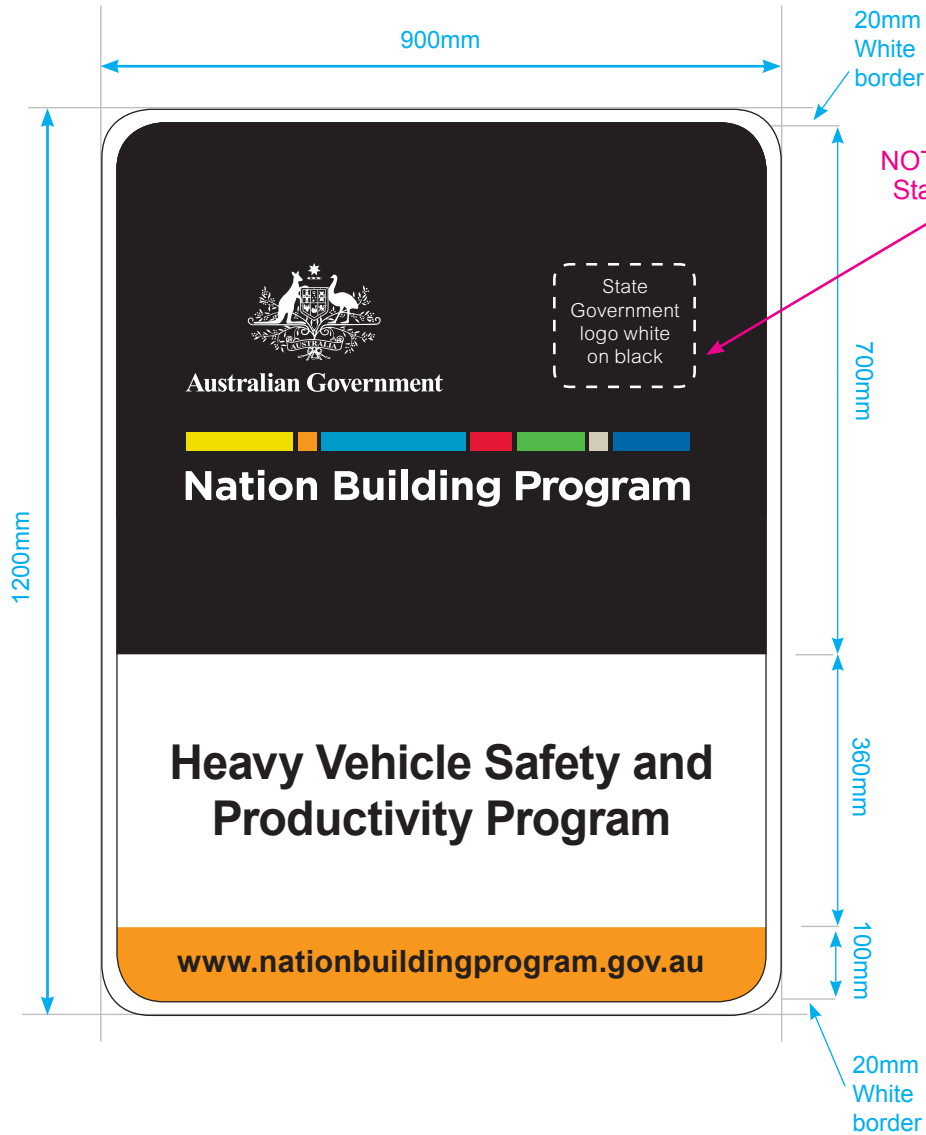 900mm
20mm
White
border
NOT
Sta
State
Government
logo white
on black
AUSTRALIA
Australian Government
Nation Building Program
700mm
1200mm
Heavy Vehicle Safety and
Productivity Program
360mm
www.nationbuildingprogram.gov.au
100mm
20mm
White
border